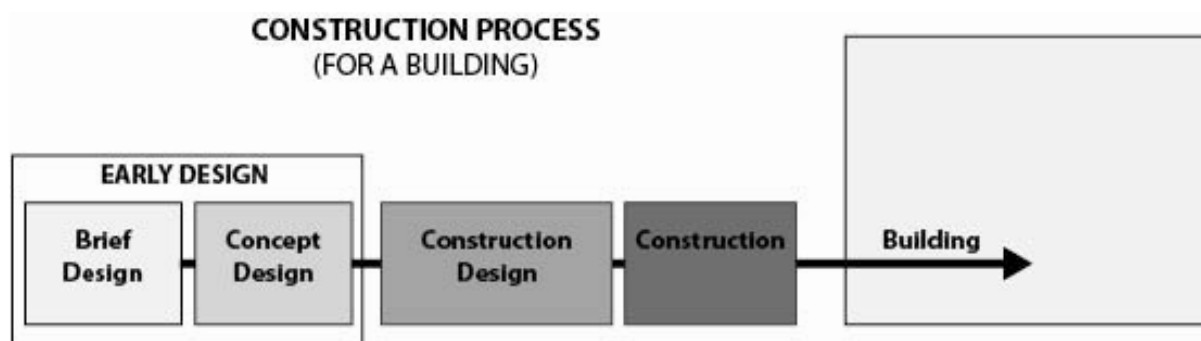 CONSTRUCTION PROCESS
(FOR A BUILDING)
EARLY DESIGN
Brief
Design
Concept
Design
Construction
Design
Construction
Building